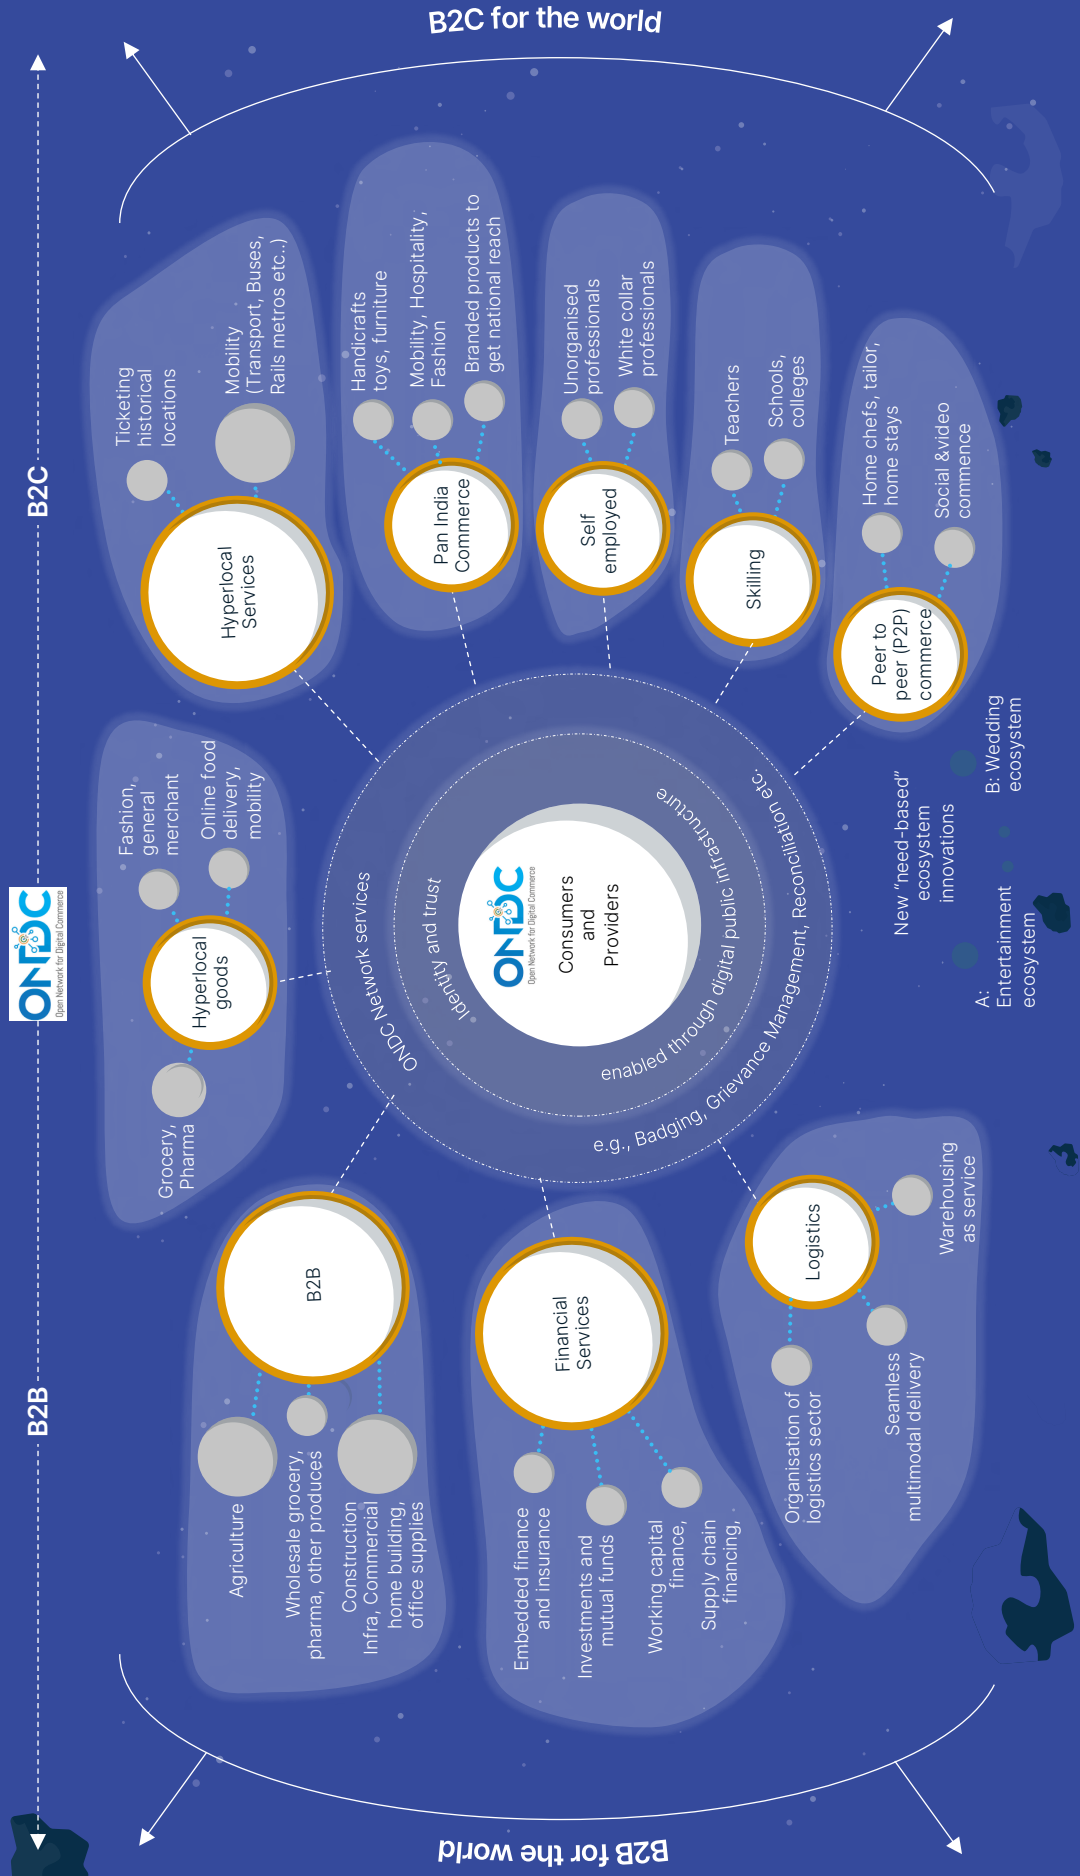 B2B
ONDC
Open Network for Digital Commerce
B2C
B2B for the world
B2C for the world
Grocery,
Pharma
Hyperlocal
goods
Fashion,
general
merchant
Online food
delivery,
mobility
Hyperlocal
Services
Ticketing
historical
locations
Mobility
(Transport, Buses,
Rails metros etc..)
Pan India
Commerce
Handicrafts
toys, furniture
Mobility, Hospitality,
Fashion
Branded products to
get national reach
Self
employed
Unorganised
professionals
White collar
professionals
Skilling
Teachers
Schools,
colleges
Peer to
peer (P2P)
commerce
Home chefs, tailor,
home stays
Social &video
commence
B2B
Agriculture
Wholesale grocery,
pharma, other produces
Construction
Infra, Commercial
home building,
office supplies
Financial
Services
Embedded finance
and insurance
Investments and
mutual funds
Working capital
finance,
Supply chain
financing,
Logistics
Organisation of
logistics sector
Seamless
multimodal delivery
Warehousing
as service
ONDC Network services
Identity and trust
ONDC
Open Network for Digital Commerce
Consumers
and
Providers
enabled through digital public infrastructure
e.g., Badging, Grievance Management, Reconciliation etc.
New “need-based”
ecosystem
innovations
A:
Entertainment
ecosystem
B: Wedding
ecosystem